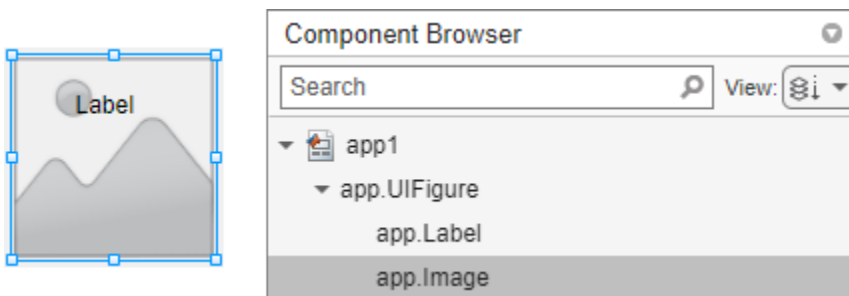 Label
Component Browser
Search
View:
app1
app.UIFigure
app.Label
app.Image